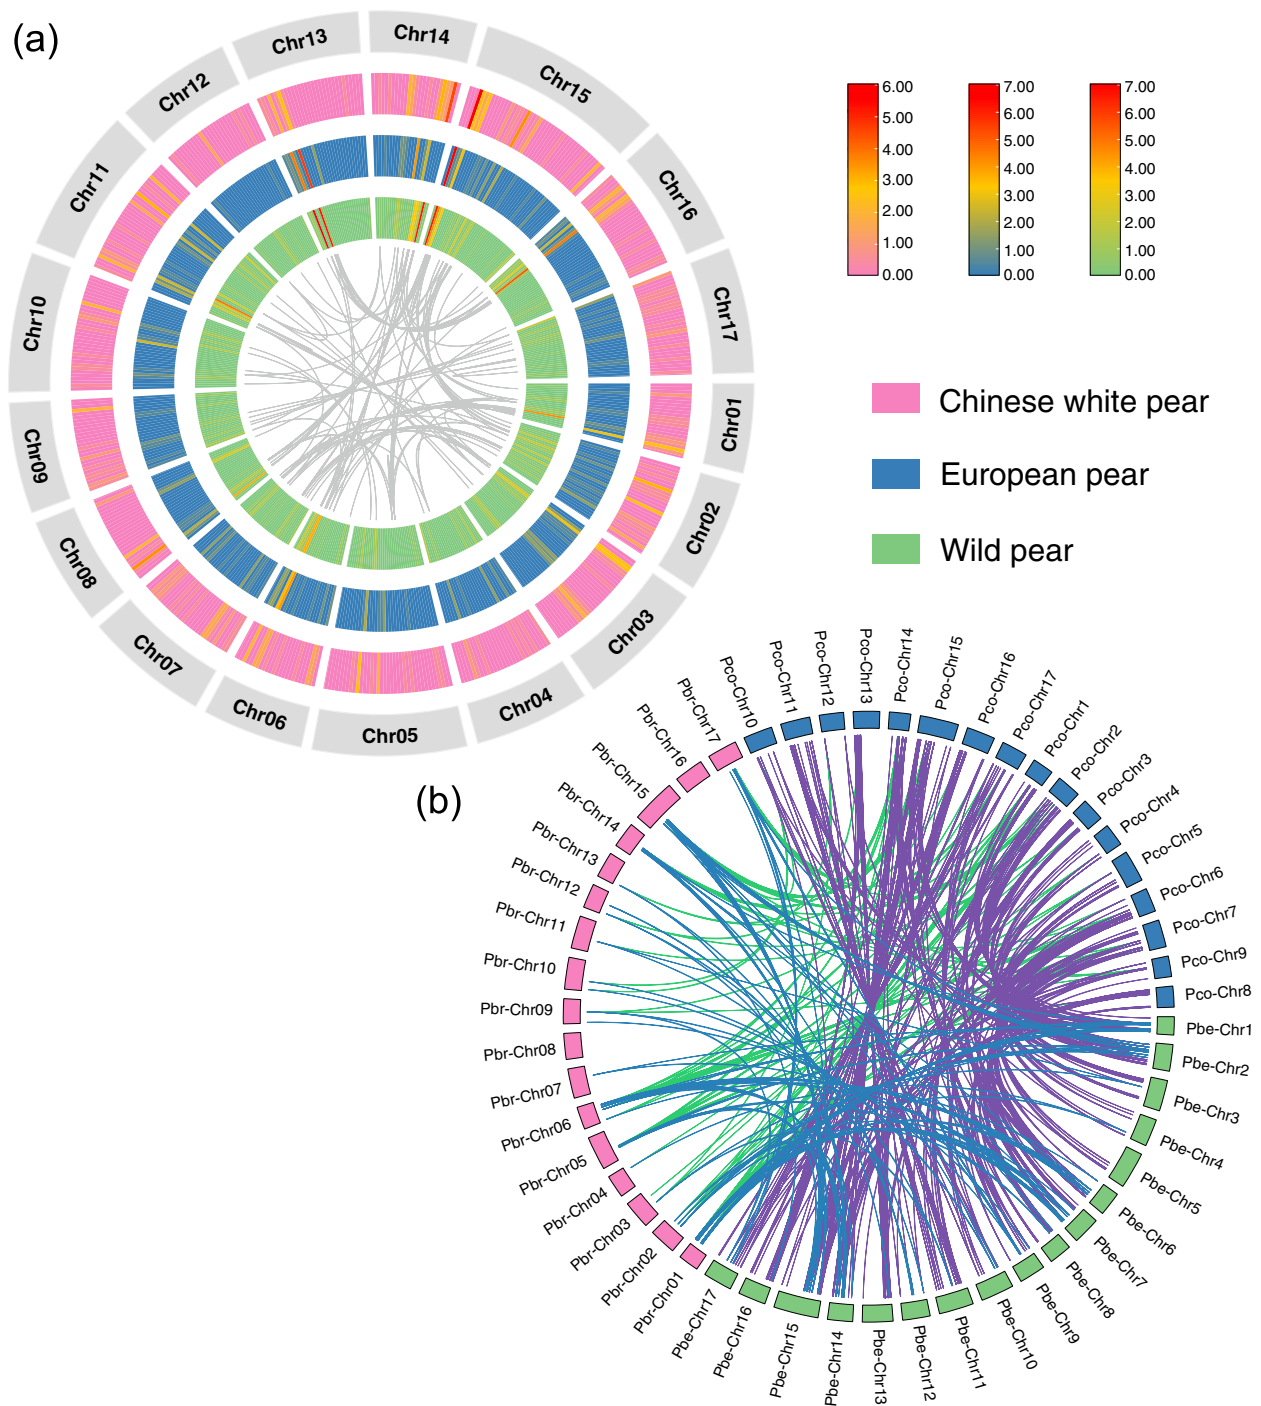 (a)
Chr14
Chr15
Chr16
Chr17
Chr01
Chr02
Chr03
Chr04
Chr05
Chr06
Chr07
Chr08
Chr09
Chr10
Chr11
Chr12
Chr13
6.00
5.00
4.00
3.00
2.00
1.00
0.00
7.00
6.00
5.00
4.00
3.00
2.00
1.00
0.00
7.00
6.00
5.00
4.00
3.00
2.00
1.00
0.00
Chinese white pear
European pear
Wild pear
(b)
Pco-Chr10
Pco-Chr11
Pco-Chr12
Pco-Chr13
Pco-Chr14
Pco-Chr15
Pco-Chr16
Pco-Chr17
Pco-Chr1
Pco-Chr2
Pco-Chr3
Pco-Chr4
Pco-Chr5
Pco-Chr6
Pco-Chr7
Pco-Chr9
Pco-Chr8
Pbe-Chr1
Pbe-Chr2
Pbe-Chr3
Pbe-Chr4
Pbe-Chr5
Pbe-Chr6
Pbe-Chr7
Pbe-Chr8
Pbe-Chr9
Pbe-Chr10
Pbe-Chr11
Pbe-Chr12
Pbe-Chr13
Pbe-Chr14
Pbe-Chr15
Pbe-Chr16
Pbe-Chr17
Pbr-Chr01
Pbr-Chr02
Pbr-Chr03
Pbr-Chr04
Pbr-Chr05
Pbr-Chr06
Pbr-Chr07
Pbr-Chr08
Pbr-Chr09
Pbr-Chr10
Pbr-Chr11
Pbr-Chr12
Pbr-Chr13
Pbr-Chr14
Pbr-Chr15
Pbr-Chr16
Pbr-Chr17